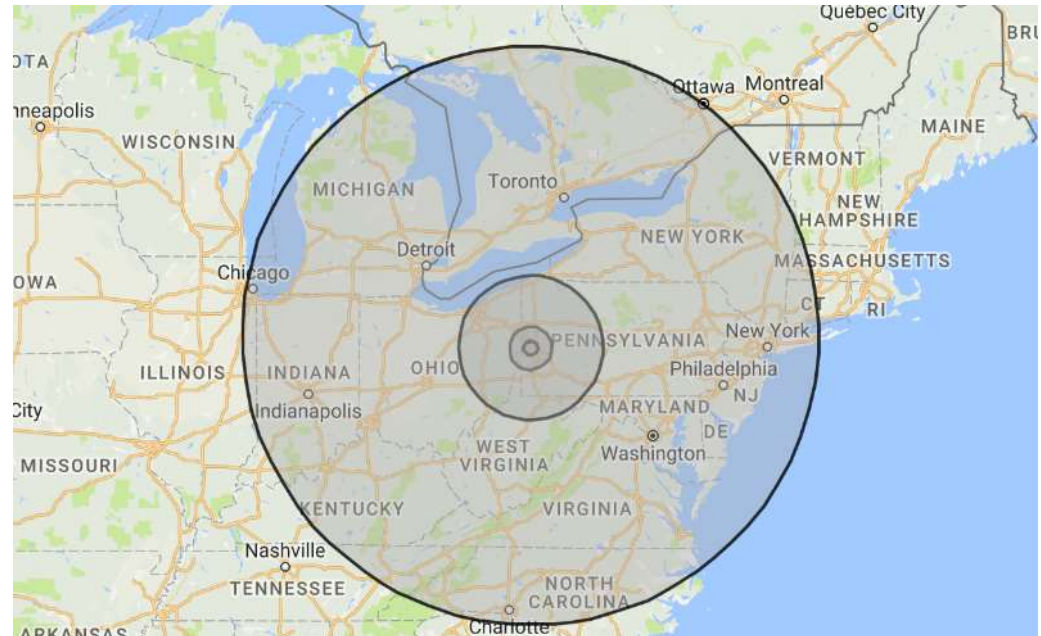 Québec City
BRU
OTA
Ottawa
Montreal
nneapolis
MAINE
WISCONSIN
VERMONT
MICHIGAN
Toronto
NEW
HAMPSHIRE
NEW YORK
Detroit
MASSACHUSETTS
Chicago
OWA
CT
RI
PENNSYLVANIA
New York
ILLINOIS
INDIANA
OHIO
Philadelphia
NJ
City
Indianapolis
MARYLAND
DE
WEST
VIRGINIA
Washington
MISSOURI
KENTUCKY
VIRGINIA
Nashville
TENNESSEE
NORTH
CAROLINA
Charlotte
ARKANSAS